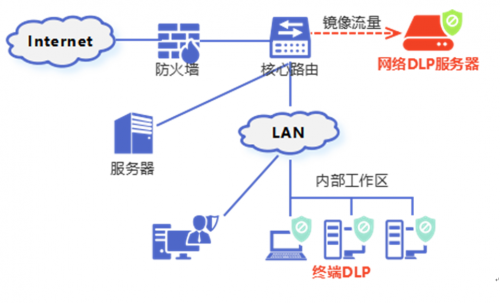 镜像流量
Internet
防火墙
核心路由
网络DLP服务器
LAN
服务器
内部工作区
终端DLP